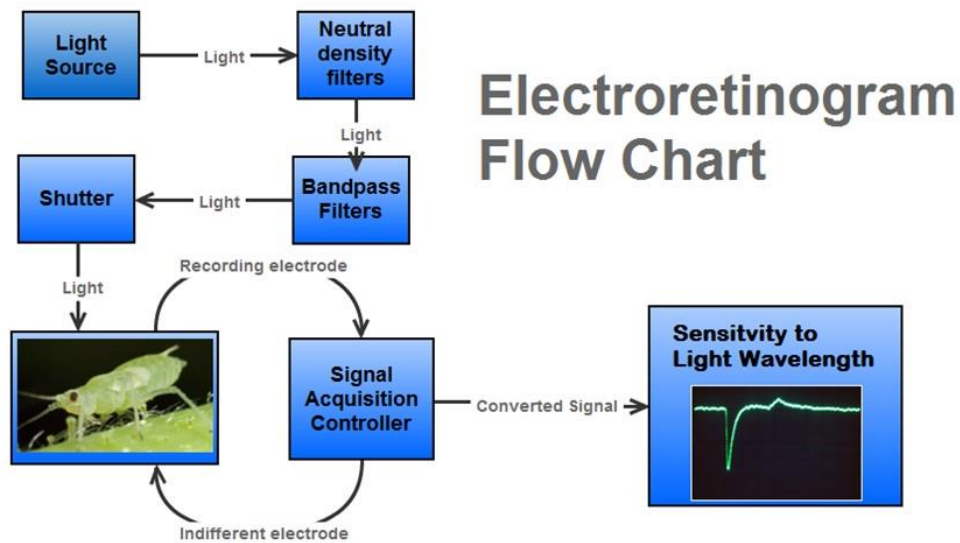 Electroretinogram
Flow Chart
Light
Source
Light
Neutral
density
filters
Light
Bandpass
Filters
Light
Shutter
Light
Recording electrode
Signal
Acquisition
Controller
Indifferent electrode
Converted Signal
Sensitvity to
Light Wavelength